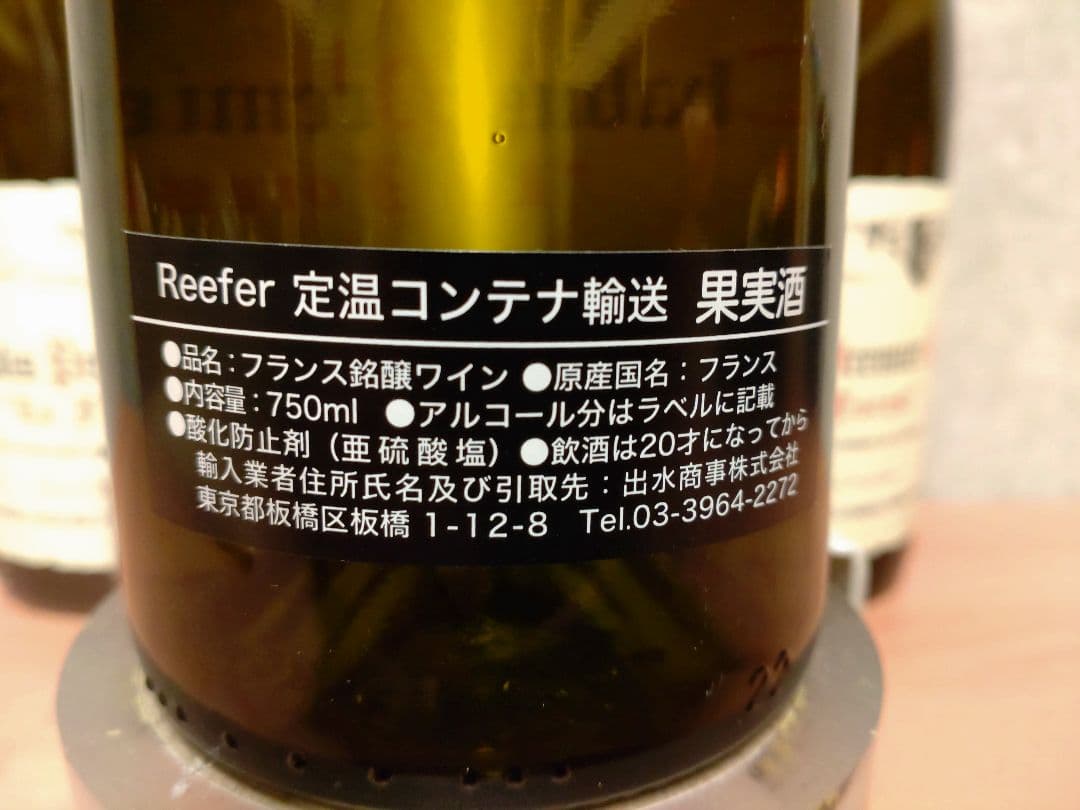 Reefer 定温コンテナ輸送 果実酒
●品名：フランス銘醸ワイン ●原産国名：フランス
●内容量：750ml ●アルコール分はラベルに記載
●酸化防止剤（亜硫酸塩）●飲酒は20才になってから
輸入業者住所氏名及び引取先：出水商事株式会社
東京都板橋区板橋 1-12-8 Tel.03-3964-2272